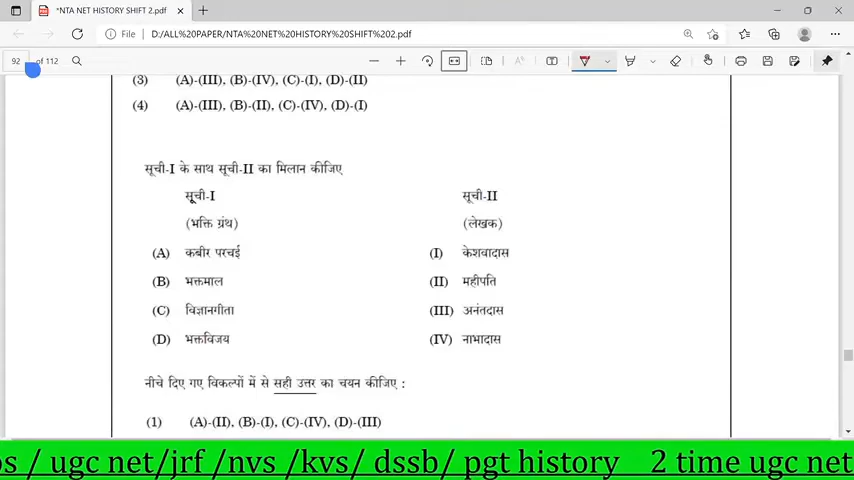 *NTA NET HISTORY SHIFT 2.pdf
File D:/ALL%20PAPER/NTA%20NET%20HISTORY%20SHIFT%202.pdf
92 of 112
(3) (A)-(III), (B)-(IV), (C)-(I), (D)-(II)
(4) (A)-(III), (B)-(II), (C)-(IV), (D)-(I)
सूची-I के साथ सूची-II का मिलान कीजिए
सूची-I सूची-II
(भक्ति ग्रंथ) (लेखक)
(A) कबीर परचई (I) केशवादास
(B) भक्तमाल (II) महीपति
(C) विज्ञानगीता (III) अनंतदास
(D) भक्तविजय (IV) नाभादास
नीचे दिए गए विकल्पों में से सही उत्तर का चयन कीजिए :
(1) (A)-(II), (B)-(I), (C)-(IV), (D)-(III)
os / ugc net/jrf /nvs /kvs/ dssb/ pgt history 2 time ugc net